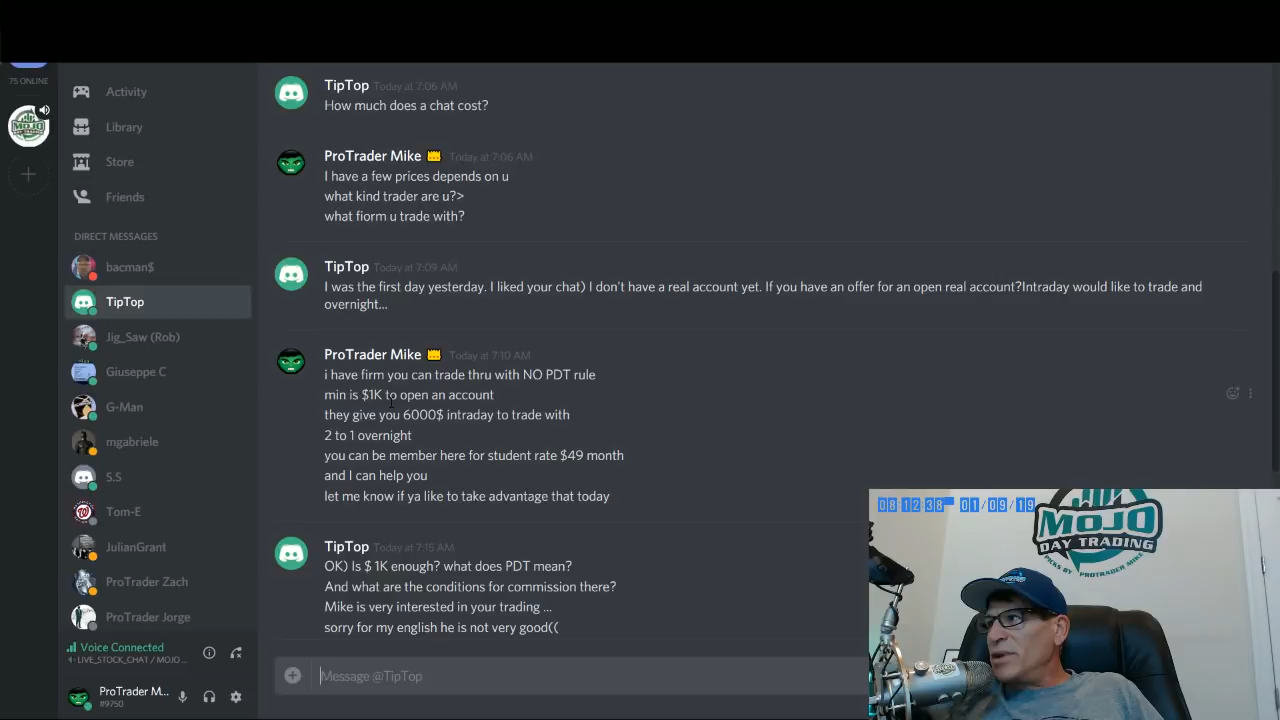 75 ONLINE
MOJO
DAY TRADING
Activity
Library
Store
Friends
DIRECT MESSAGES
bacman$
TipTop
Jig_Saw (Rob)
Giuseppe C
G-Man
mgabriele
S.S
Tom-E
JulianGrant
ProTrader Zach
ProTrader Jorge
Voice Connected
LIVE_STOCK_CHAT / MOJO...
ProTrader M...
#9750
TipTop Today at 7:06 AM
How much does a chat cost?
ProTrader Mike Today at 7:06 AM
I have a few prices depends on u
what kind trader are u?>
what fiorm u trade with?
TipTop Today at 7:09 AM
I was the first day yesterday. I liked your chat) I don't have a real account yet. If you have an offer for an open real account?Intraday would like to trade and
overnight...
ProTrader Mike Today at 7:10 AM
i have firm you can trade thru with NO PDT rule
min is $1K to open an account
they give you 6000$ intraday to trade with
2 to 1 overnight
you can be member here for student rate $49 month
and I can help you
let me know if ya like to take advantage that today
TipTop Today at 7:15 AM
OK) Is $ 1K enough? what does PDT mean?
And what are the conditions for commission there?
Mike is very interested in your trading ...
sorry for my english he is not very good((
Message @TipTop
08:12:38 01/09/19
MOJO
DAY TRADING
PICKS BY PROTRADER MIKE